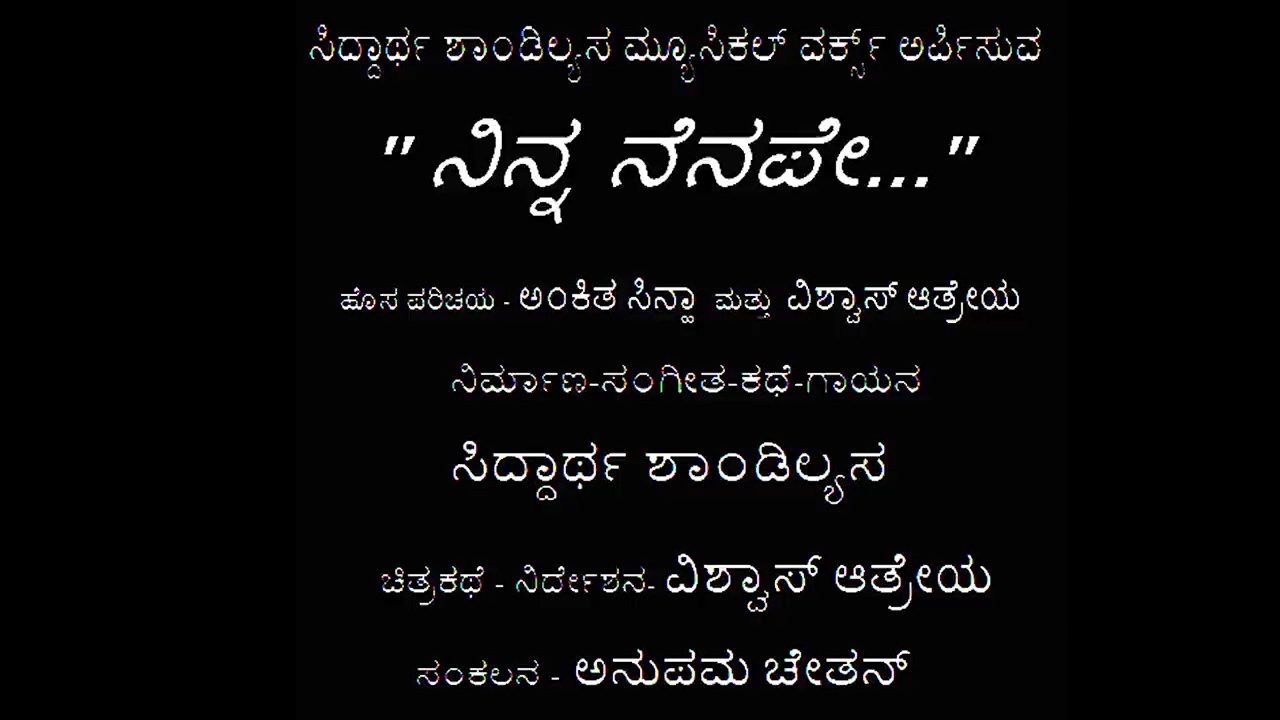 ಸಿದ್ದಾರ್ಥ ಶಾಂಡಿಲ್ಯಸ ಮ್ಯೂಸಿಕಲ್ ವರ್ಕ್ಸ್ ಅರ್ಪಿಸುವ
" ನಿನ್ನ ನೆನಪೇ..."
ಹೊಸ ಪರಿಚಯ - ಅಂಕಿತ ಸಿನ್ಹಾ ಮತ್ತು ವಿಶ್ವಾಸ್ ಆತ್ರೇಯ
ನಿರ್ಮಾಣ-ಸಂಗೀತ-ಕಥೆ-ಗಾಯನ
ಸಿದ್ದಾರ್ಥ ಶಾಂಡಿಲ್ಯಸ
ಚಿತ್ರಕಥೆ - ನಿರ್ದೇಶನ- ವಿಶ್ವಾಸ್ ಆತ್ರೇಯ
ಸಂಕಲನ - ಅನುಪಮ ಚೇತನ್